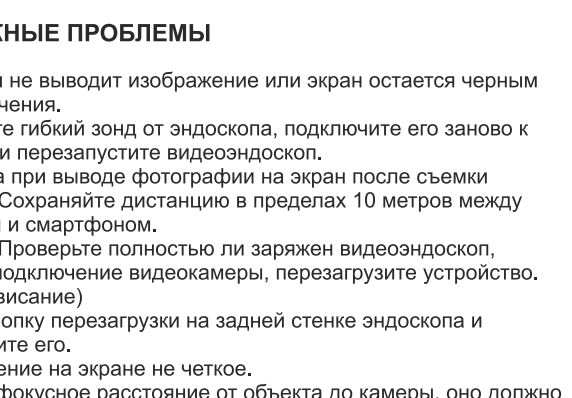 НЫЕ ПРОБЛЕМЫ
не выводит изображение или экран остается черным
чения.
те гибкий зонд от эндоскопа, подключите его заново к
и перезапустите видеоэндоскоп.
а при выводе фотографии на экран после съемки
Сохраняйте дистанцию в пределах 10 метров между
и смартфоном.
Проверьте полностью ли заряжен видеоэндоскоп,
подключение видеокамеры, перезагрузите устройство.
висание)
опку перезагрузки на задней стенке эндоскопа и
ите его.
ение на экране не четкое.
фокусное расстояние от объекта до камеры, оно должно